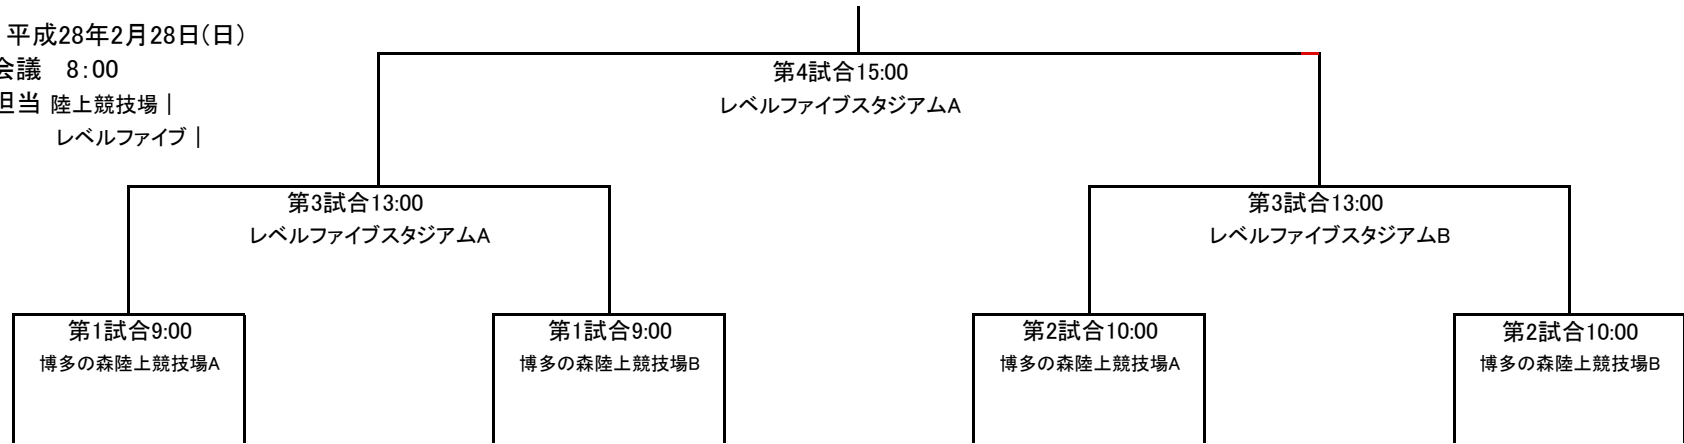 平成28年2月28日(日)
会議　8:00
担当 陸上競技場 |
レベルファイブ |
第4試合15:00
レベルファイブスタジアムA
第3試合13:00
レベルファイブスタジアムA
第3試合13:00
レベルファイブスタジアムB
第1試合9:00
博多の森陸上競技場A
第1試合9:00
博多の森陸上競技場B
第2試合10:00
博多の森陸上競技場A
第2試合10:00
博多の森陸上競技場B